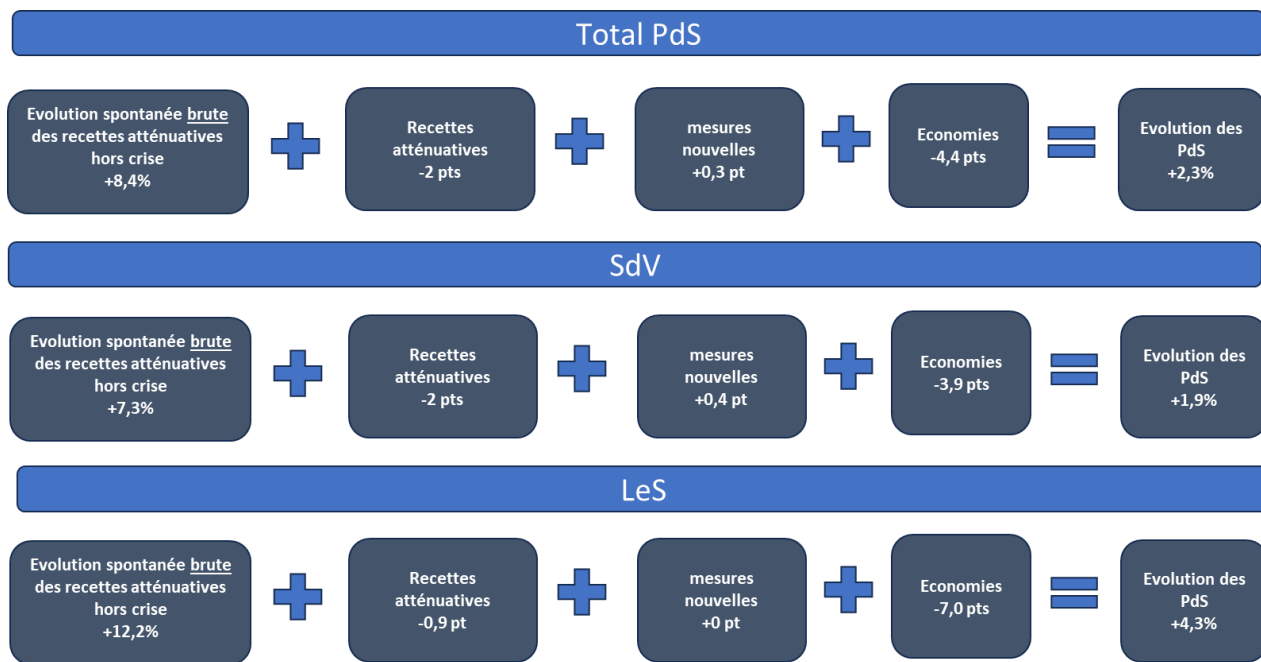 Total PdS
Evolution spontanée brute
des recettes atténuatives
hors crise
+8,4%
Recettes
atténuatives
-2 pts
mesures
nouvelles
+0,3 pt
Economies
-4,4 pts
Evolution des
PdS
+2,3%
SdV
Evolution spontanée brute
des recettes atténuatives
hors crise
+7,3%
Recettes
atténuatives
-2 pts
mesures
nouvelles
+0,4 pt
Economies
-3,9 pts
Evolution des
PdS
+1,9%
LeS
Evolution spontanée brute
des recettes atténuatives
hors crise
+12,2%
Recettes
atténuatives
-0,9 pt
mesures
nouvelles
+0 pt
Economies
-7,0 pts
Evolution des
PdS
+4,3%